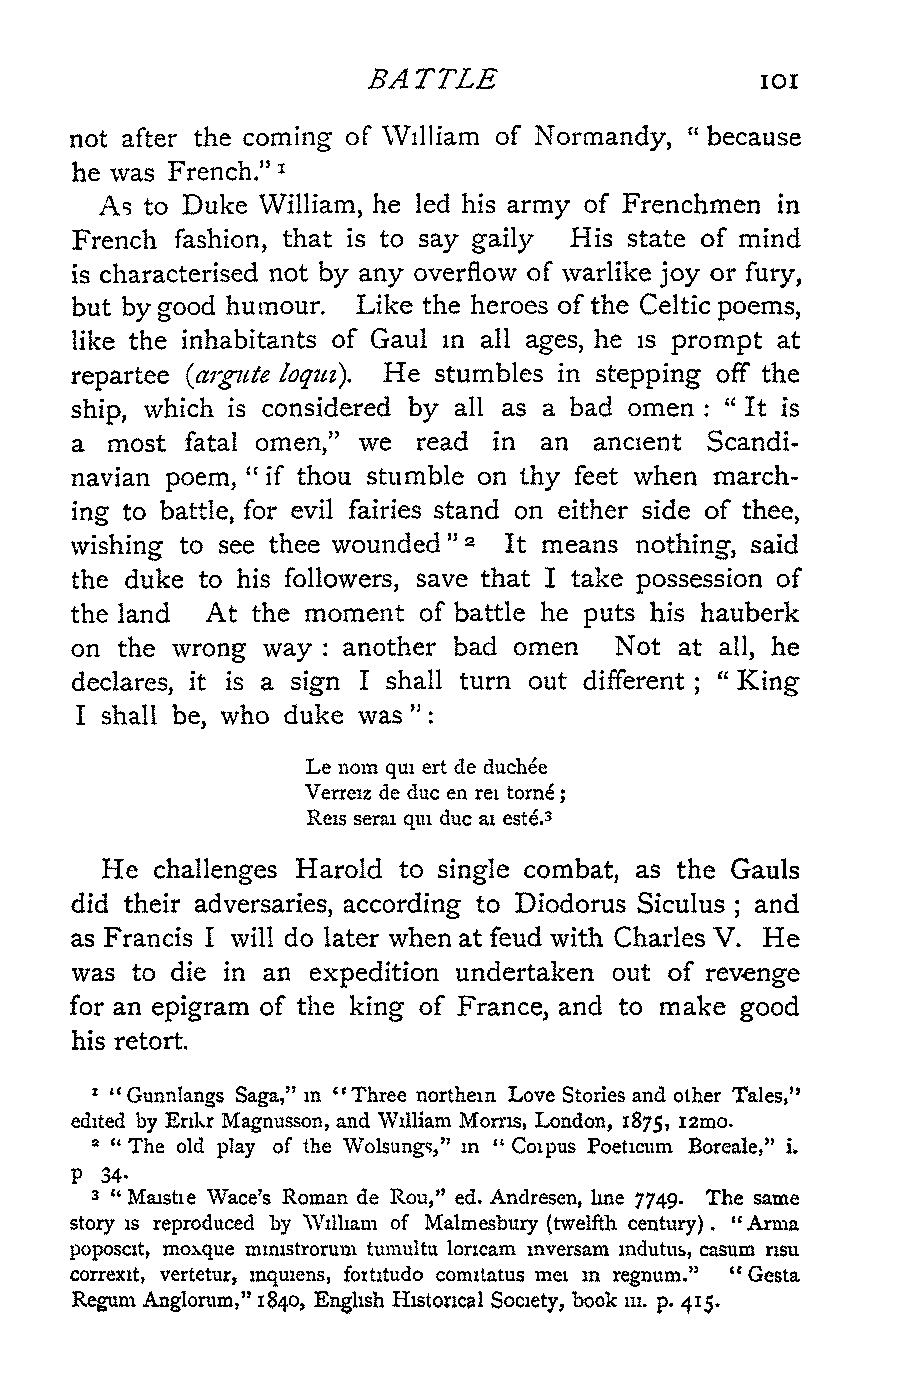 BATTLE 101
not after the coming of William of Normandy, “ because
he was French.” ¹
As to Duke William, he led his army of Frenchmen in
French fashion, that is to say gaily His state of mind
is characterised not by any overflow of warlike joy or fury,
but by good humour. Like the heroes of the Celtic poems,
like the inhabitants of Gaul in all ages, he is prompt at
repartee (argute loqui). He stumbles in stepping off the
ship, which is considered by all as a bad omen : “ It is
a most fatal omen,” we read in an ancient Scandi-
navian poem, “ if thou stumble on thy feet when march-
ing to battle, for evil fairies stand on either side of thee,
wishing to see thee wounded” ² It means nothing, said
the duke to his followers, save that I take possession of
the land At the moment of battle he puts his hauberk
on the wrong way : another bad omen Not at all, he
declares, it is a sign I shall turn out different ; “ King
I shall be, who duke was ” :
Le nom qui ert de duchée
Verreiz de duc en rei torné ;
Reis serai qui duc ai esté.³
He challenges Harold to single combat, as the Gauls
did their adversaries, according to Diodorus Siculus ; and
as Francis I will do later when at feud with Charles V. He
was to die in an expedition undertaken out of revenge
for an epigram of the king of France, and to make good
his retort.
¹ “ Gunnlangs Saga,” in “ Three northern Love Stories and other Tales,”
edited by Erikr Magnusson, and William Morris, London, 1875, 12mo.
² “ The old play of the Wolsungs,” in “ Corpus Poeticum Boreale,” i.
p 34.
³ “ Maistre Wace’s Roman de Rou,” ed. Andresen, line 7749. The same
story is reproduced by William of Malmesbury (twelfth century) . “ Arma
poposcit, moxque ministrorum tumultu loricam inversam indutus, casum risu
correxit, vertetur, inquiens, fortitudo comitatus mei in regnum.” “ Gesta
Regum Anglorum,” 1840, English Historical Society, book iii. p. 415.